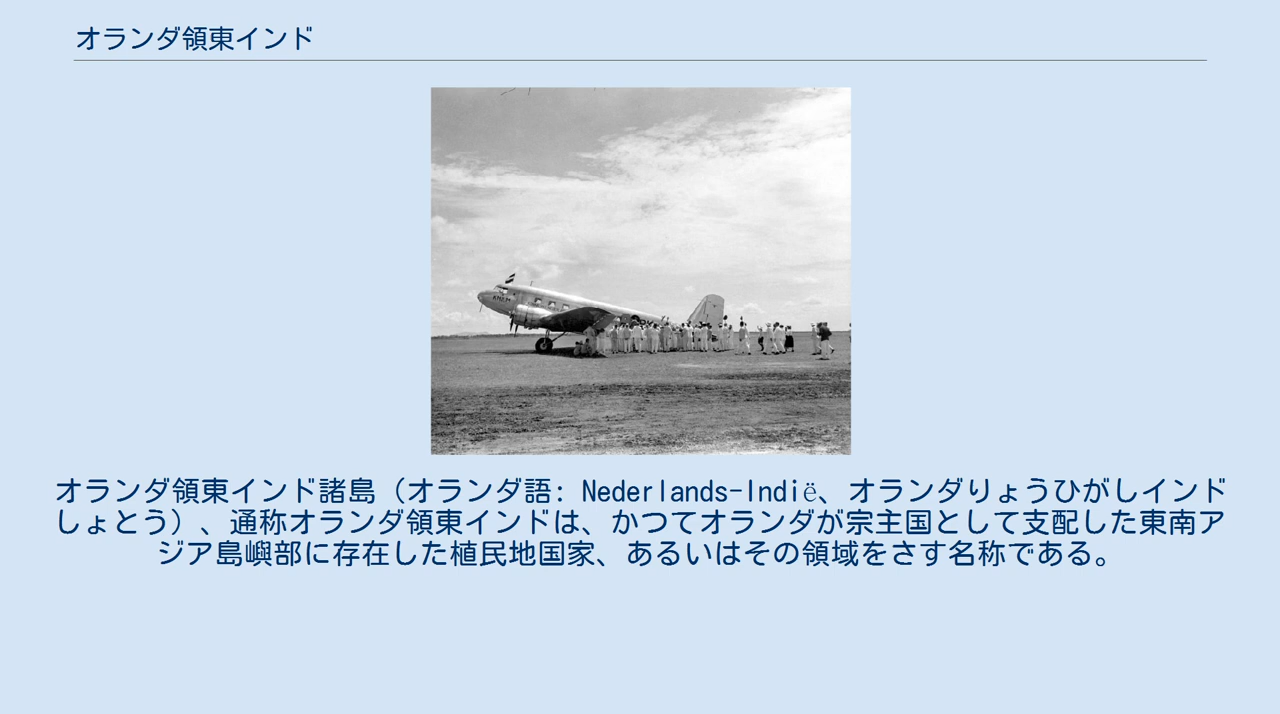 オランダ領東インド
オランダ領東インド諸島（オランダ語: Nederlands-Indië、オランダりょうひがしインド
しょとう）、通称オランダ領東インドは、かつてオランダが宗主国として支配した東南ア
ジア島嶼部に存在した植民地国家、あるいはその領域をさす名称である。